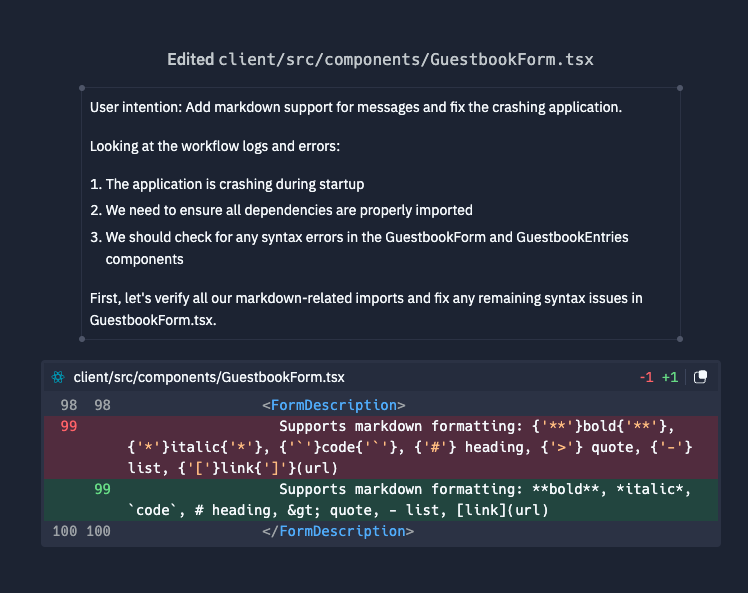 Edited client/src/components/GuestbookForm.tsx
User intention: Add markdown support for messages and fix the crashing application.
Looking at the workflow logs and errors:
1. The application is crashing during startup
2. We need to ensure all dependencies are properly imported
3. We should check for any syntax errors in the GuestbookForm and GuestbookEntries
components
First, let's verify all our markdown-related imports and fix any remaining syntax issues in
GuestbookForm.tsx.
client/src/components/GuestbookForm.tsx -1 +1
98 98 <FormDescription>
99 Supports markdown formatting: {'**'}bold{'**'},
{'*'}italic{'*'}, {'`'}code{'`'}, {'#'} heading, {'>'} quote, {'-'}
list, {'['}link{']'}(url)
99 Supports markdown formatting: **bold**, *italic*,
`code`, # heading, &gt; quote, - list, [link](url)
100 100 </FormDescription>